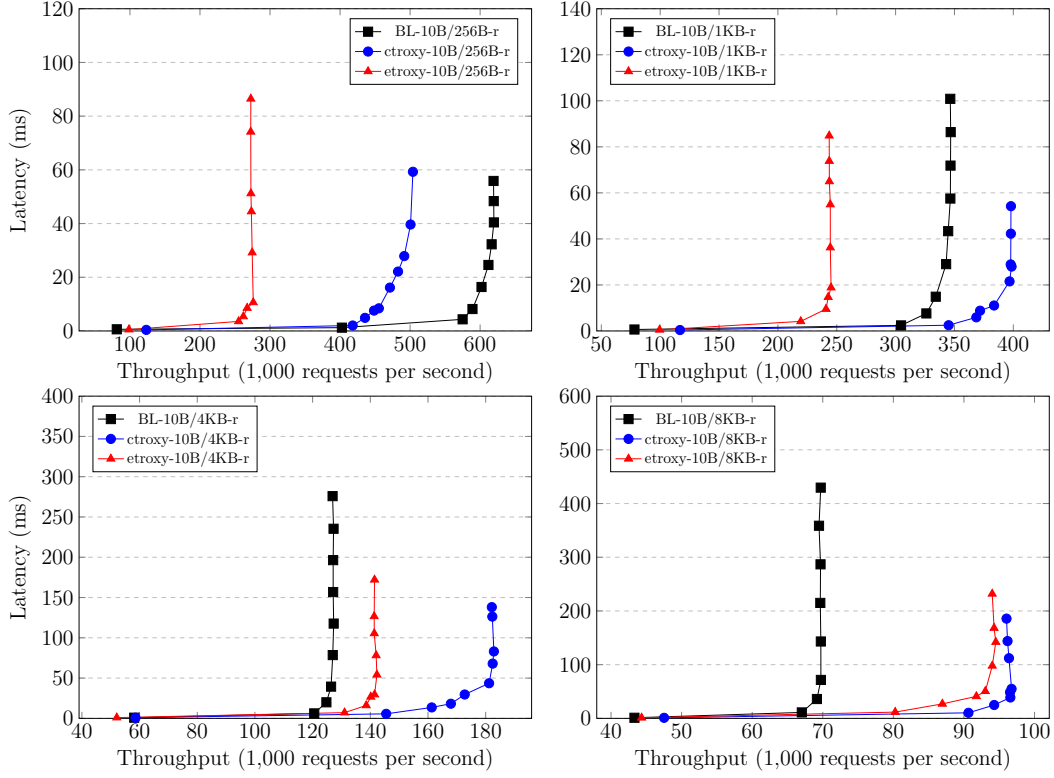 120
100
80
60
40
20
0
Latency (ms)
BL-10B/256B-r
ctroxy-10B/256B-r
etroxy-10B/256B-r
100 200 300 400 500 600
Throughput (1,000 requests per second)
140
120
100
80
60
40
20
0
BL-10B/1KB-r
ctroxy-10B/1KB-r
etroxy-10B/1KB-r
50 100 150 200 250 300 350 400
Throughput (1,000 requests per second)
400
350
300
250
200
150
100
50
0
Latency (ms)
BL-10B/4KB-r
ctroxy-10B/4KB-r
etroxy-10B/4KB-r
40 60 80 100 120 140 160 180
Throughput (1,000 requests per second)
600
500
400
300
200
100
0
BL-10B/8KB-r
ctroxy-10B/8KB-r
etroxy-10B/8KB-r
40 50 60 70 80 90 100
Throughput (1,000 requests per second)